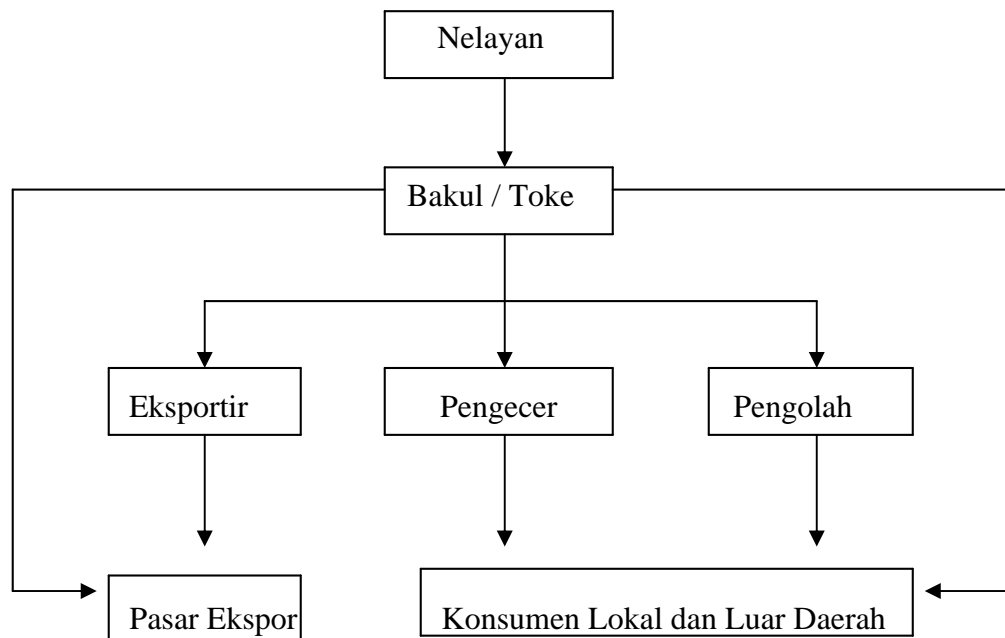 Nelayan
Bakul / Toke
Eksportir
Pengecer
Pengolah
Pasar Ekspor
Konsumen Lokal dan Luar Daerah